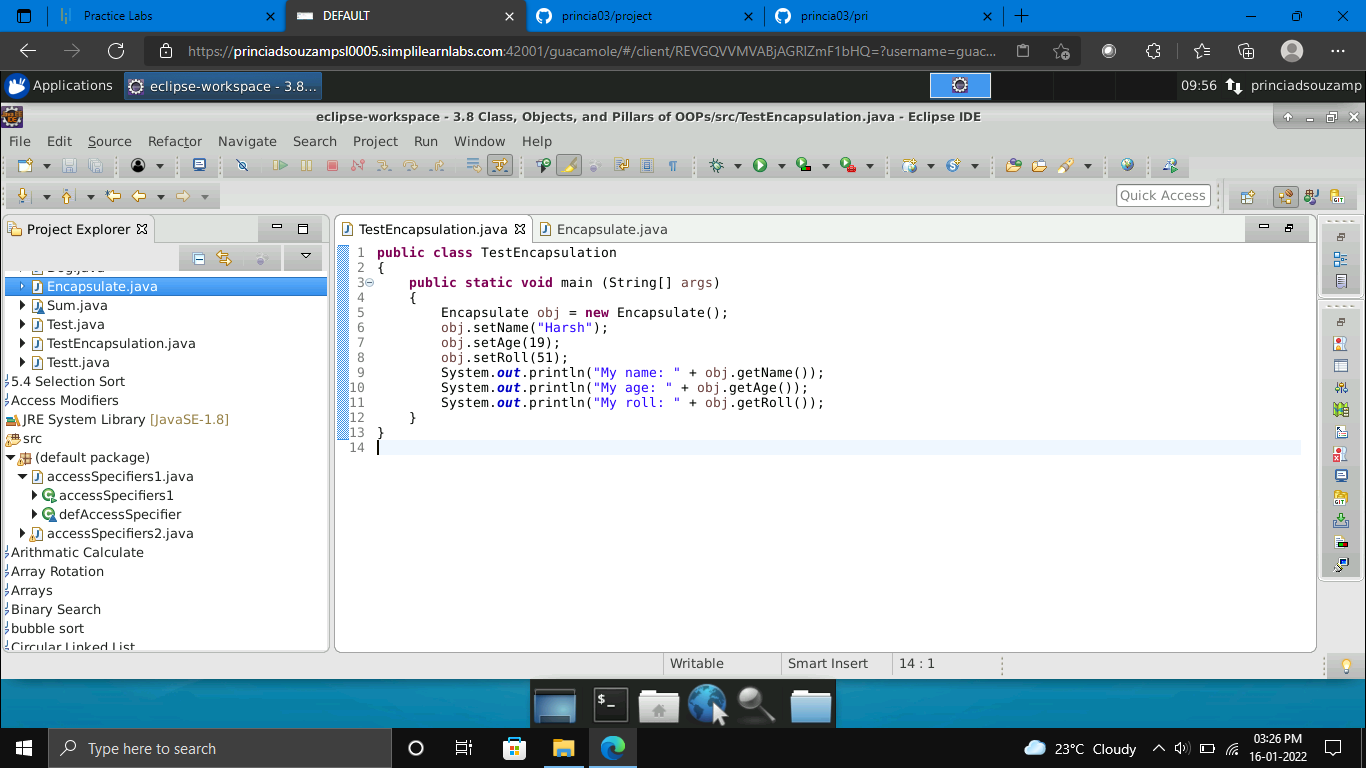 Practice Labs
DEFAULT
princia03/project
princia03/pri
https://princiadsouzampsl0005.simplilearnlabs.com:42001/guacamole/#/client/REVGQVVMVABjAGRlZmF1bHQ=?username=guac...
Applications
eclipse-workspace - 3.8...
09:56
princiadsouzamp
eclipse-workspace - 3.8 Class, Objects, and Pillars of OOPs/src/TestEncapsulation.java - Eclipse IDE
File Edit Source Refactor Navigate Search Project Run Window Help
Quick Access
Project Explorer
Dog.java
Encapsulate.java
Sum.java
Test.java
TestEncapsulation.java
Testt.java
5.4 Selection Sort
Access Modifiers
JRE System Library [JavaSE-1.8]
src
(default package)
accessSpecifiers1.java
accessSpecifiers1
defAccessSpecifier
accessSpecifiers2.java
Arithmatic Calculate
Array Rotation
Arrays
Binary Search
bubble sort
Circular Linked List
TestEncapsulation.java
Encapsulate.java
1 public class TestEncapsulation
2 {
3 public static void main (String[] args)
4 {
5 Encapsulate obj = new Encapsulate();
6 obj.setName("Harsh");
7 obj.setAge(19);
8 obj.setRoll(51);
9 System.out.println("My name: " + obj.getName());
10 System.out.println("My age: " + obj.getAge());
11 System.out.println("My roll: " + obj.getRoll());
12 }
13 }
14
Writable
Smart Insert
14 : 1
Type here to search
23°C Cloudy
03:26 PM
16-01-2022